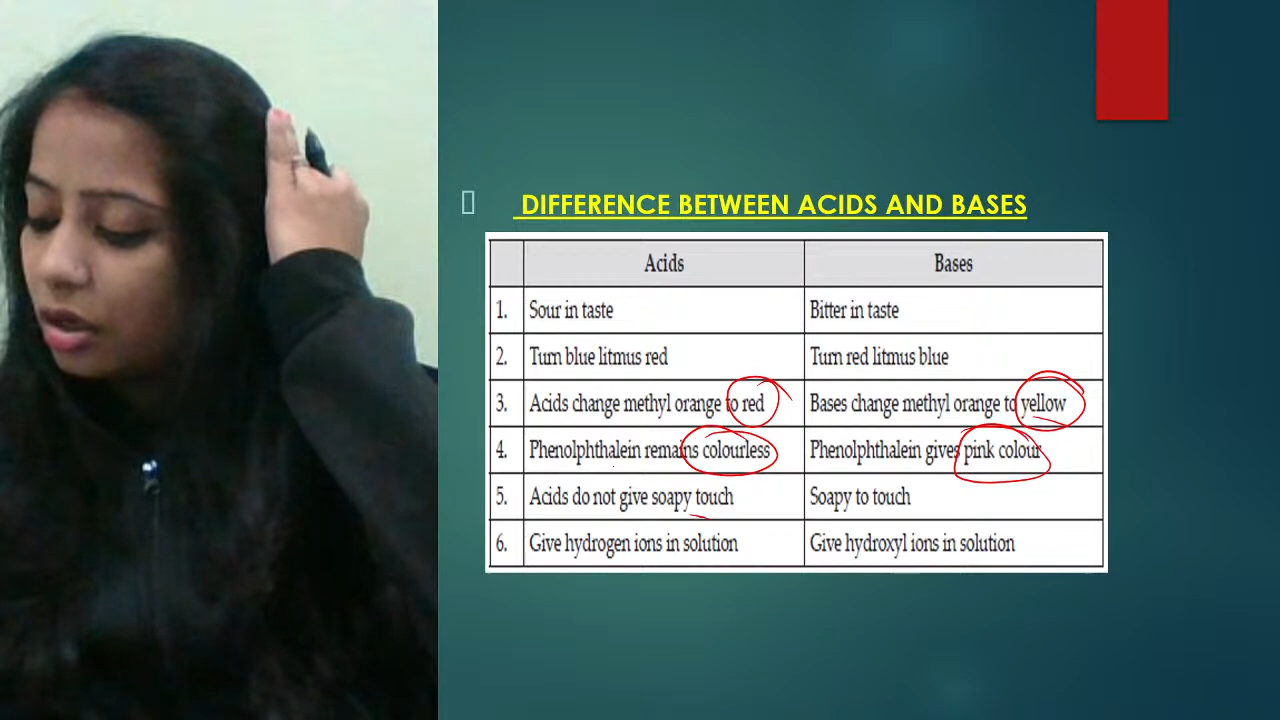 DIFFERENCE BETWEEN ACIDS AND BASES
Acids Bases
1. Sour in taste Bitter in taste
2. Turn blue litmus red Turn red litmus blue
3. Acids change methyl orange to red Bases change methyl orange to yellow
4. Phenolphthalein remains colourless Phenolphthalein gives pink colour
5. Acids do not give soapy touch Soapy to touch
6. Give hydrogen ions in solution Give hydroxyl ions in solution